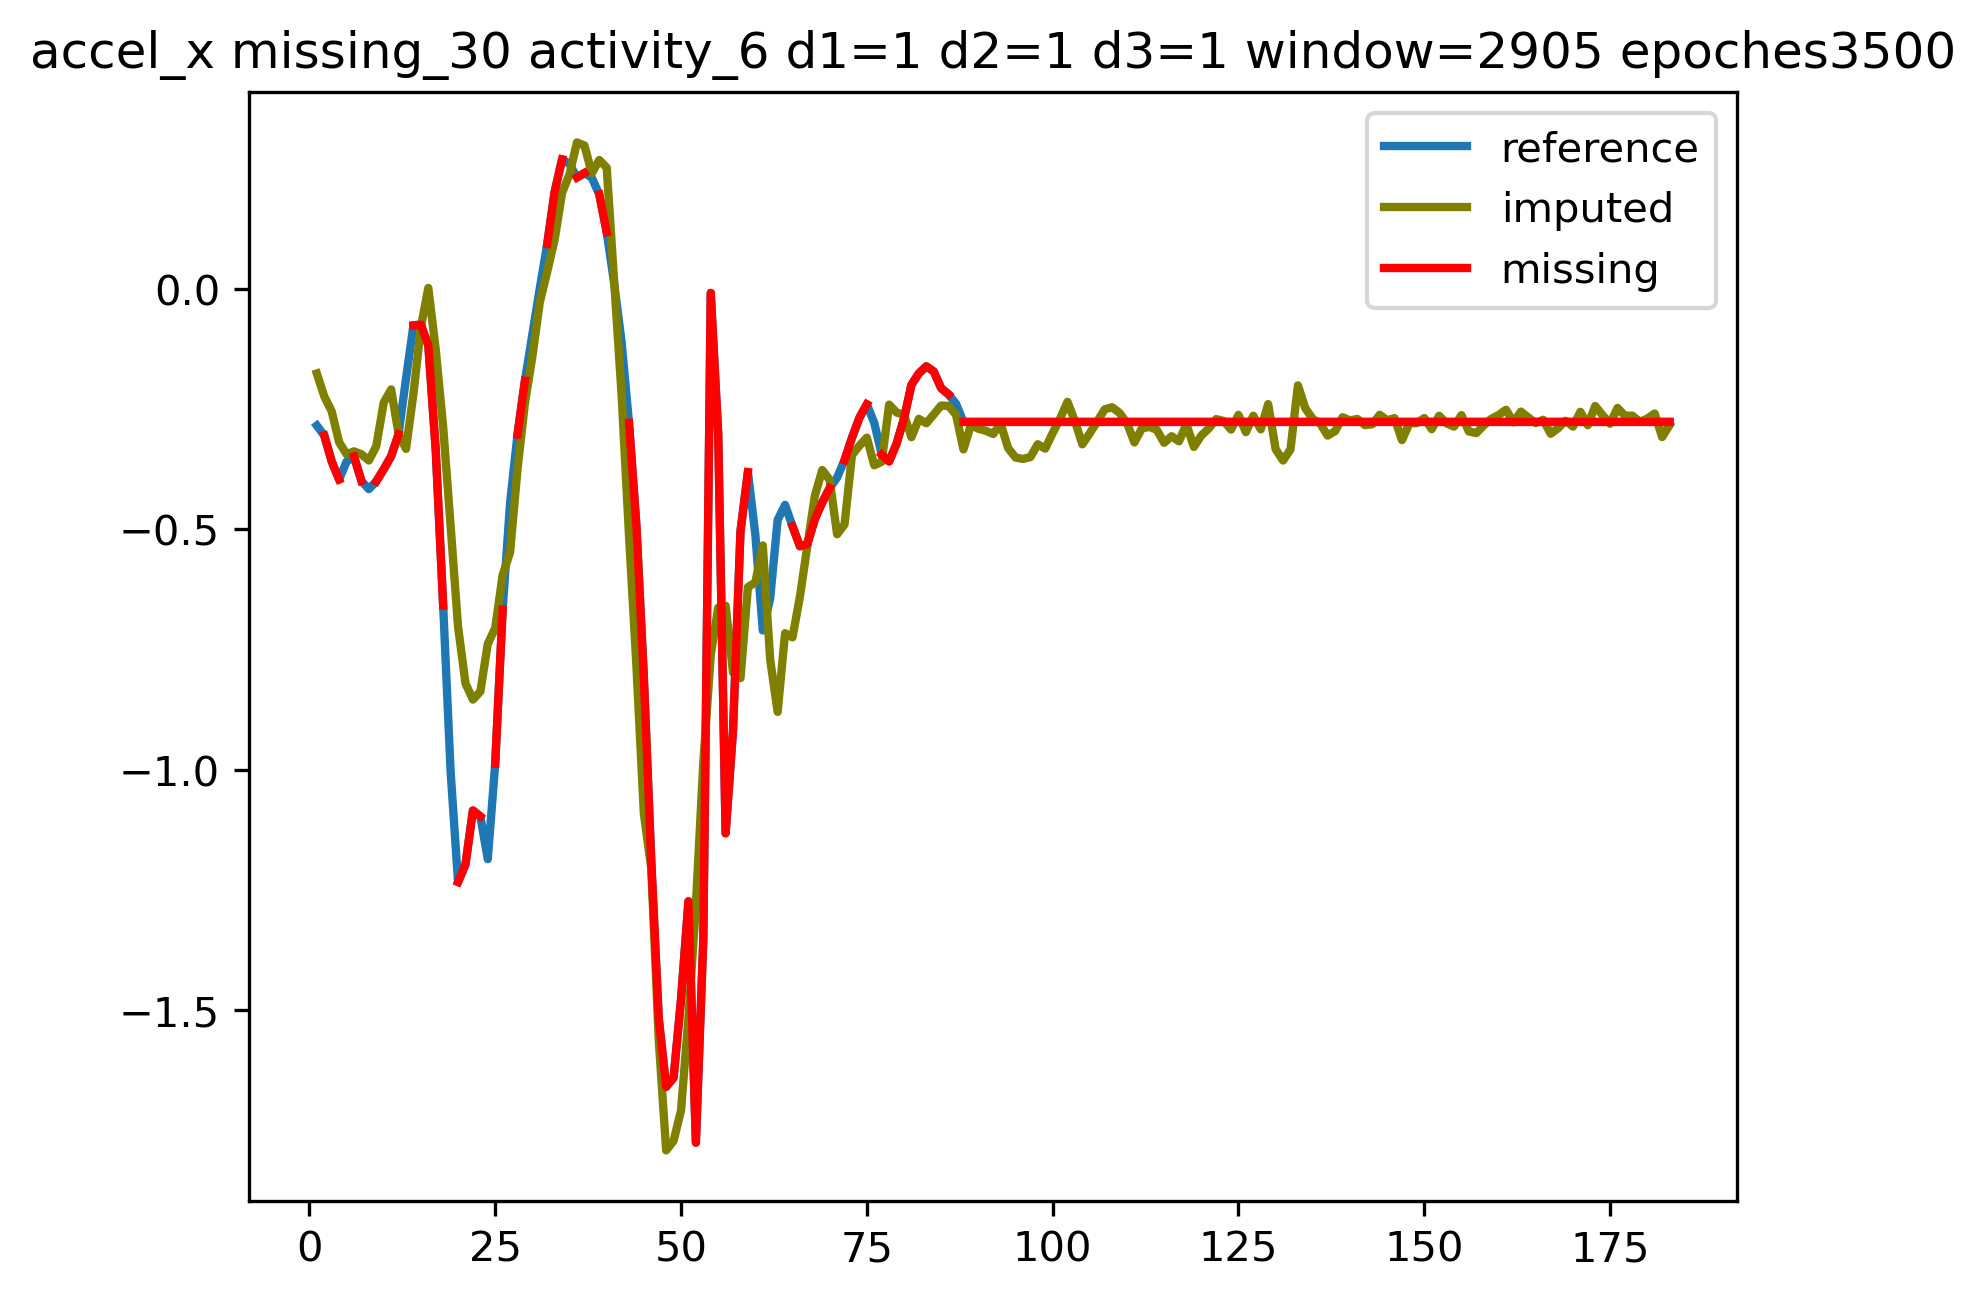 accel_x missing_30 activity_6 d1=1 d2=1 d3=1 window=2905 epoches3500
reference
imputed
missing
0.0
−0.5
−1.0
−1.5
0 25 50 75 100 125 150 175